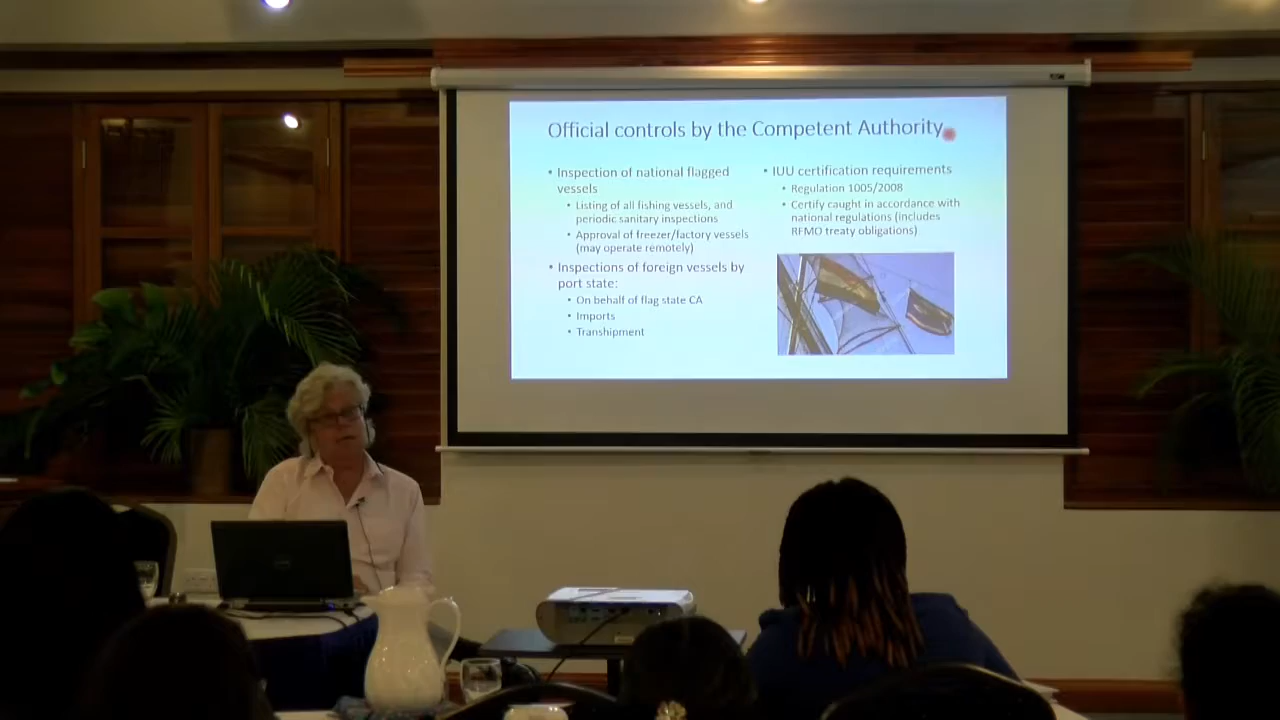 Official controls by the Competent Authority
• Inspection of national flagged
vessels
• Listing of all fishing vessels, and
periodic sanitary inspections
• Approval of freezer/factory vessels
(may operate remotely)
• Inspections of foreign vessels by
port state:
• On behalf of flag state CA
• Imports
• Transhipment
• IUU certification requirements
• Regulation 1005/2008
• Certify caught in accordance with
national regulations (includes
RFMO treaty obligations)